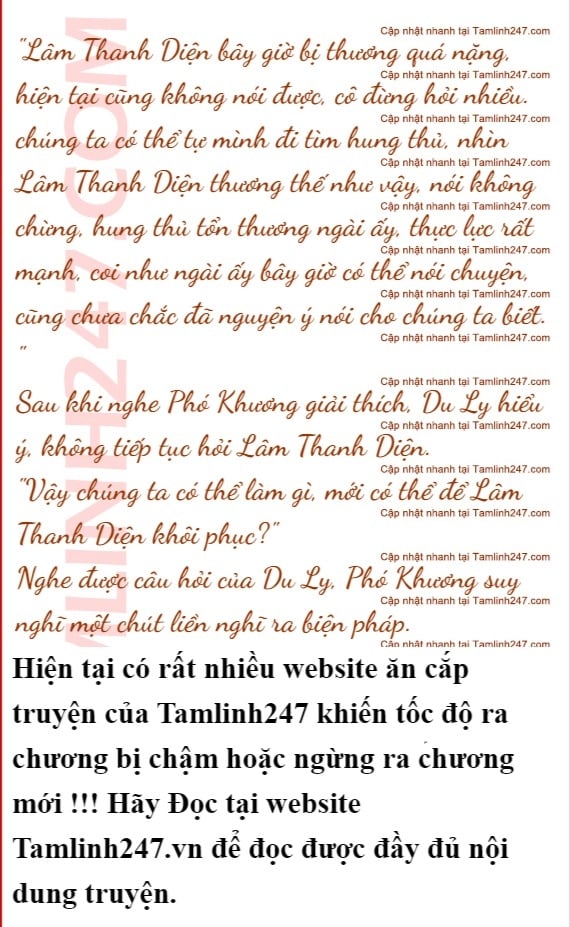 Cập nhật nhanh tại Tamlinh247.com
"Lâm Thanh Diện bây giờ bị thương quá nặng,
Cập nhật nhanh tại Tamlinh247.com
hiện tại cũng không nói được, cô đừng hỏi nhiều.
Cập nhật nhanh tại Tamlinh247.com
chúng ta có thể tự mình đi tìm hung thủ, nhìn
Cập nhật nhanh tại Tamlinh247.com
Lâm Thanh Diện thương thế như vậy, nói không
Cập nhật nhanh tại Tamlinh247.com
chừng, hung thủ tổn thương ngài ấy, thực lực rất
Cập nhật nhanh tại Tamlinh247.com
mạnh, coi như ngài ấy bây giờ có thể nói chuyện,
Cập nhật nhanh tại Tamlinh247.com
cũng chưa chắc đã nguyện ý nói cho chúng ta biết.
Cập nhật nhanh tại Tamlinh247.com
"
Cập nhật nhanh tại Tamlinh247.com
Sau khi nghe Phó Khương giải thích, Du Ly hiểu
Cập nhật nhanh tại Tamlinh247.com
ý, không tiếp tục hỏi Lâm Thanh Diện.
Cập nhật nhanh tại Tamlinh247.com
"Vậy chúng ta có thể làm gì, mới có thể để Lâm
Cập nhật nhanh tại Tamlinh247.com
Thanh Diện khôi phục?"
Cập nhật nhanh tại Tamlinh247.com
Nghe được câu hỏi của Du Ly, Phó Khương suy
Cập nhật nhanh tại Tamlinh247.com
nghĩ một chút liền nghĩ ra biện pháp.
Cập nhật nhanh tại Tamlinh247.com
MLINH247.COM
Hiện tại có rất nhiều website ăn cắp
truyện của Tamlinh247 khiến tốc độ ra
chương bị chậm hoặc ngừng ra chương
mới !!! Hãy Đọc tại website
Tamlinh247.vn để đọc được đầy đủ nội
dung truyện.